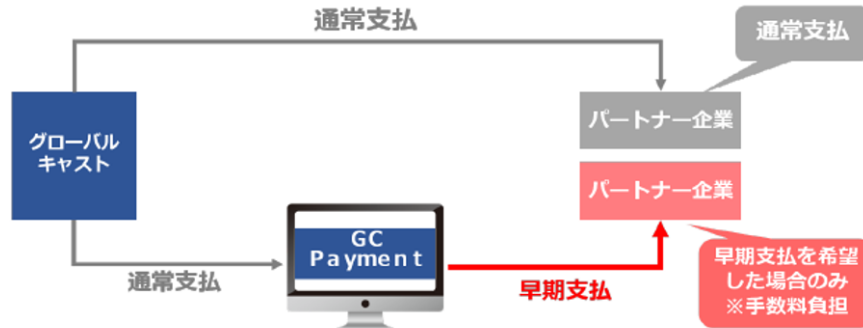 通常支払
通常支払
グローバル
キャスト
パートナー企業
パートナー企業
GC
Payment
通常支払
早期支払
早期支払を希望
した場合のみ
※手数料負担